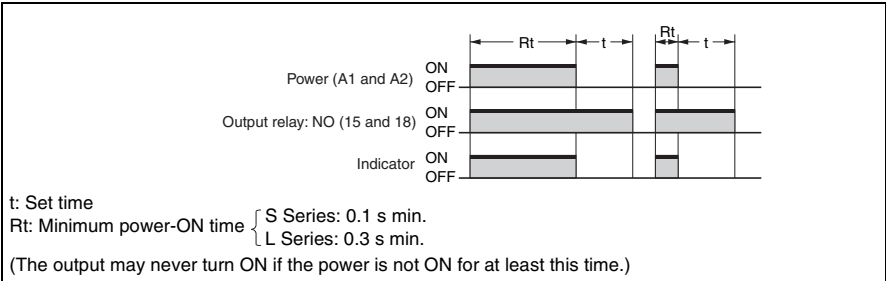 Rt t Rt t
Power (A1 and A2) ON
OFF
Output relay: NO (15 and 18) ON
OFF
Indicator ON
OFF
t: Set time
Rt: Minimum power-ON time { S Series: 0.1 s min.
L Series: 0.3 s min.
(The output may never turn ON if the power is not ON for at least this time.)